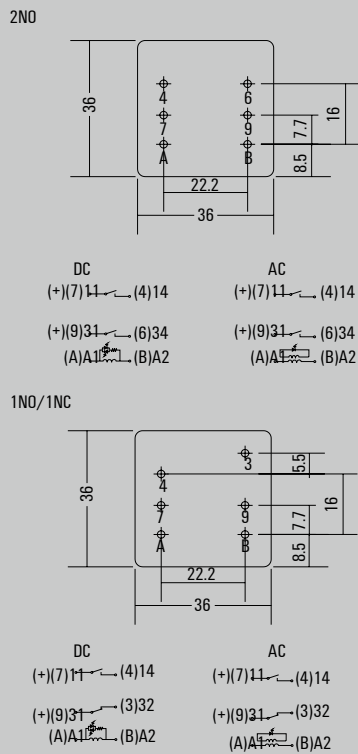 2NO
36
4 6
7 9
A B
16
7.7
8.5
22.2
36
DC AC
(+)(7)11 (4)14 (+)(7)11 (4)14
(+)(9)31 (6)34 (+)(9)31 (6)34
(A)A1 (B)A2 (A)A1 (B)A2
1NO/1NC
36
3
4
7 9
A B
5.5
16
7.7
8.5
22.2
36
DC AC
(+)(7)11 (4)14 (+)(7)11 (4)14
(+)(9)31 (3)32 (+)(9)31 (3)32
(A)A1 (B)A2 (A)A1 (B)A2